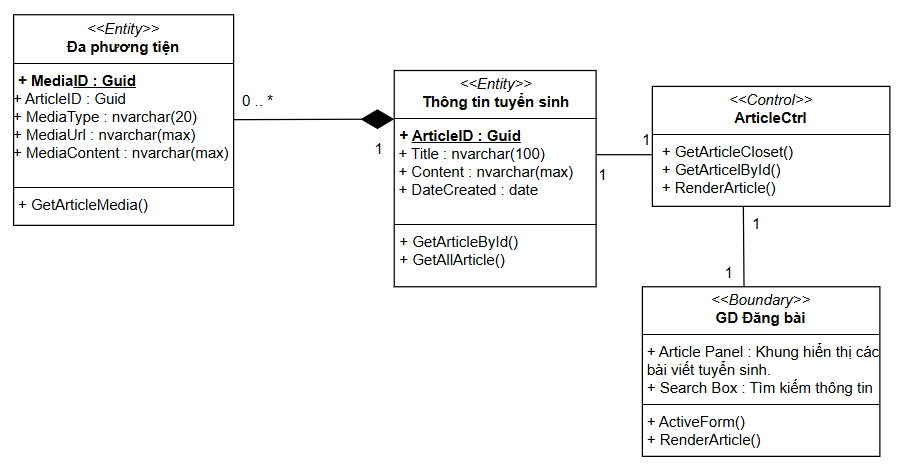 <<Entity>>
Đa phương tiện
+ MediaID : Guid
+ ArticleID : Guid
+ MediaType : nvarchar(20)
+ MediaUrl : nvarchar(max)
+ MediaContent : nvarchar(max)
+ GetArticleMedia()
0 .. *
1
<<Entity>>
Thông tin tuyển sinh
+ ArticleID : Guid
+ Title : nvarchar(100)
+ Content : nvarchar(max)
+ DateCreated : date
+ GetArticleById()
+ GetAllArticle()
1
1
<<Control>>
ArticleCtrl
+ GetArticleCloset()
+ GetArticelById()
+ RenderArticle()
1
1
<<Boundary>>
GD Đăng bài
+ Article Panel : Khung hiển thị các
bài viết tuyển sinh.
+ Search Box : Tìm kiếm thông tin
+ ActiveForm()
+ RenderArticle()